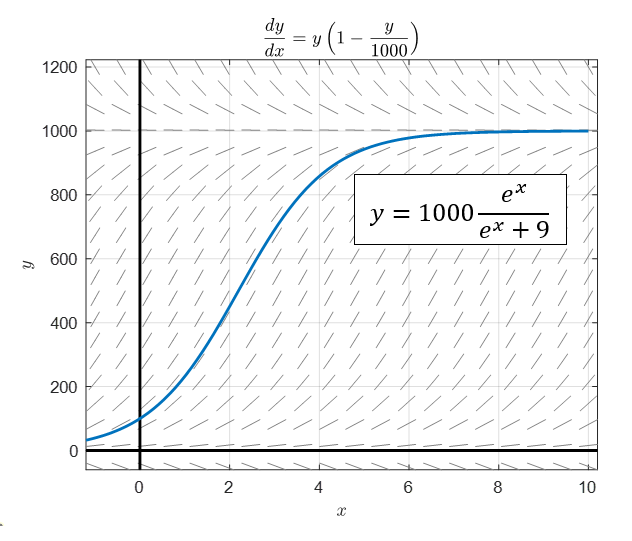 dy/dx = y (1 − y/1000)
1200
1000
800
600
400
200
0
y
y = 1000 e^x/(e^x + 9)
0 2 4 6 8 10
x